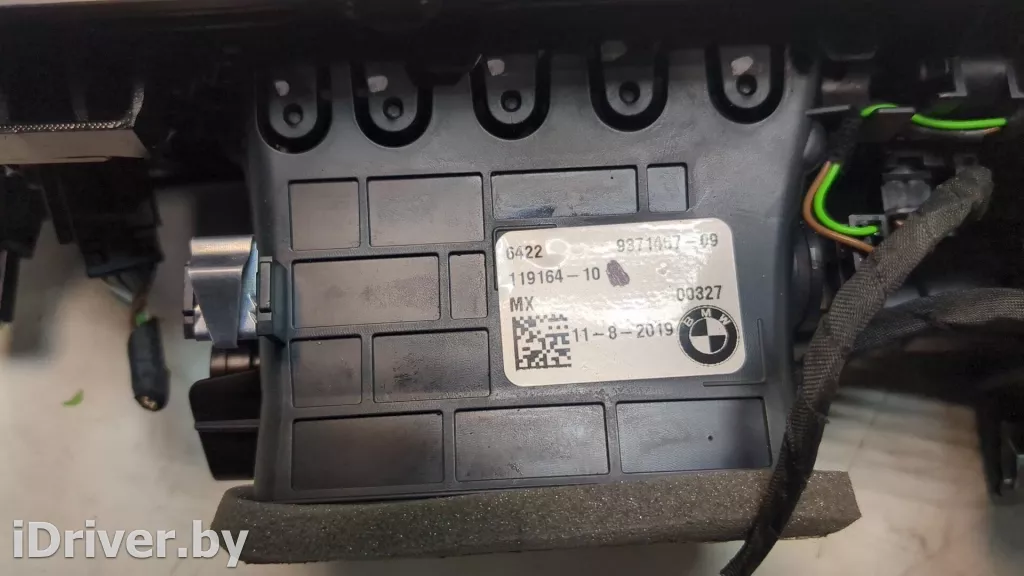 6422 9371467-09
119164-10
MX 00327
11-8-2019
BMW
iDriver.by